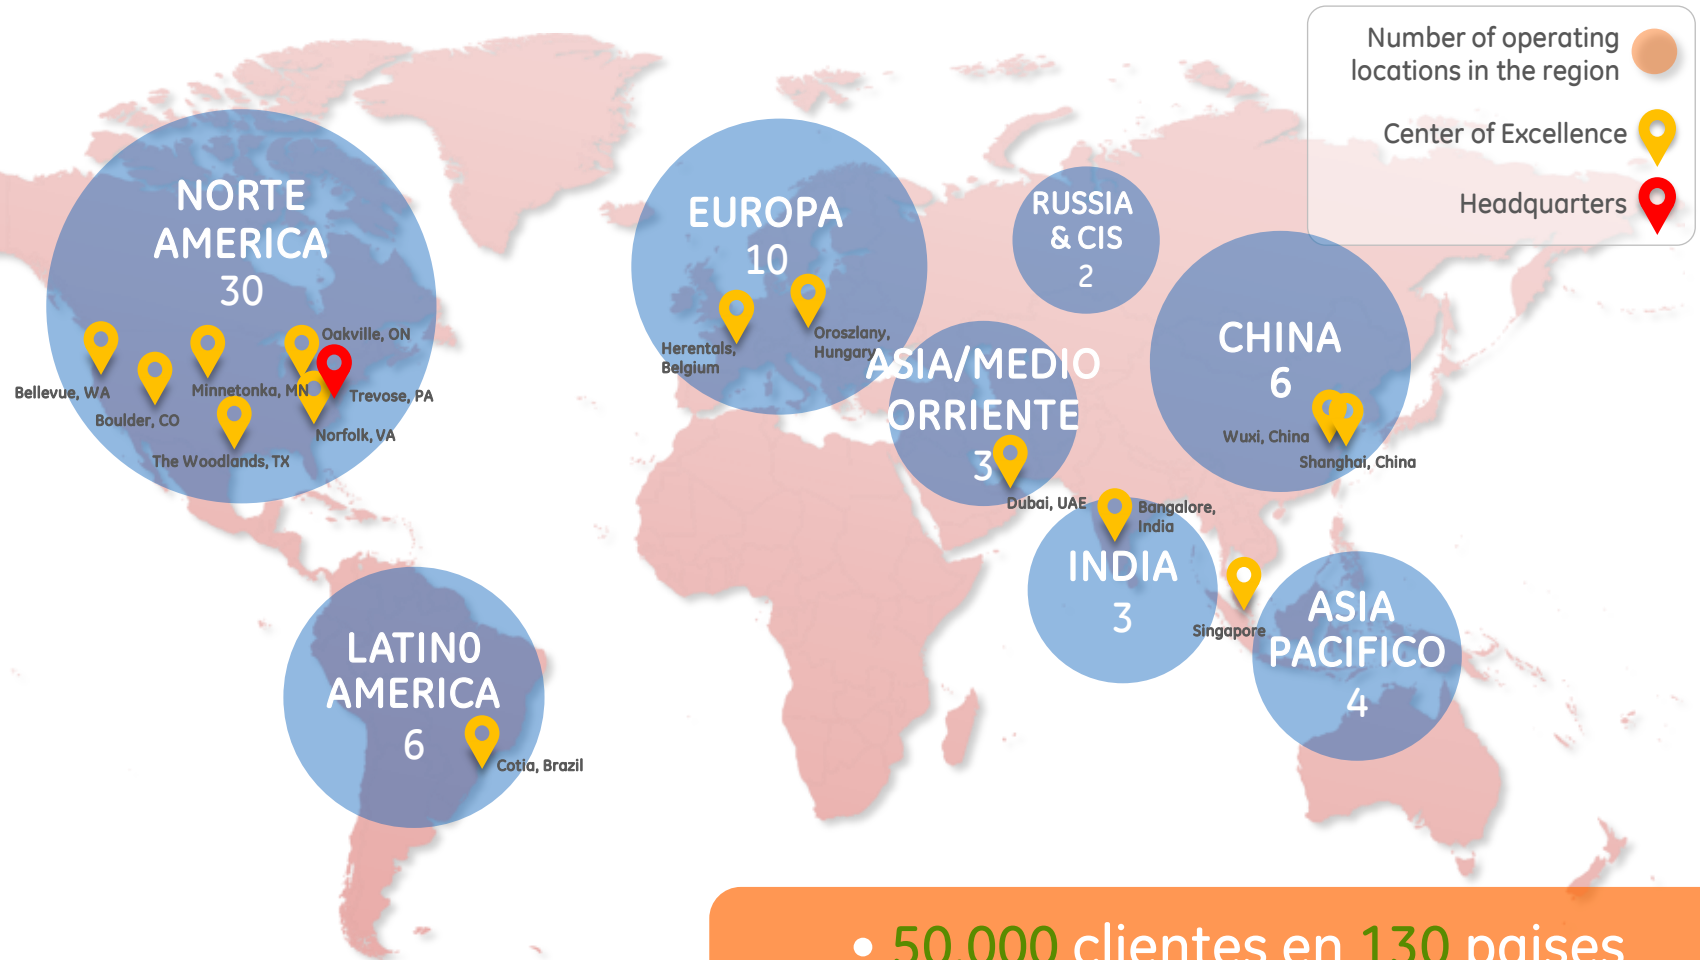 Number of operating
locations in the region
Center of Excellence
Headquarters
NORTE
AMERICA
30
Oakville, ON
Bellevue, WA
Minnetonka, MN
Trevose, PA
Boulder, CO
Norfolk, VA
The Woodlands, TX
EUROPA
10
Herentals,
Belgium
Oroszlany,
Hungary
RUSSIA
& CIS
2
ASIA/MEDIO
ORRIENTE
3
Dubai, UAE
CHINA
6
Wuxi, China
Shanghai, China
Bangalore,
India
INDIA
3
Singapore
ASIA
PACIFICO
4
LATIN0
AMERICA
6
Cotia, Brazil
• 50.000 clientes en 130 paises